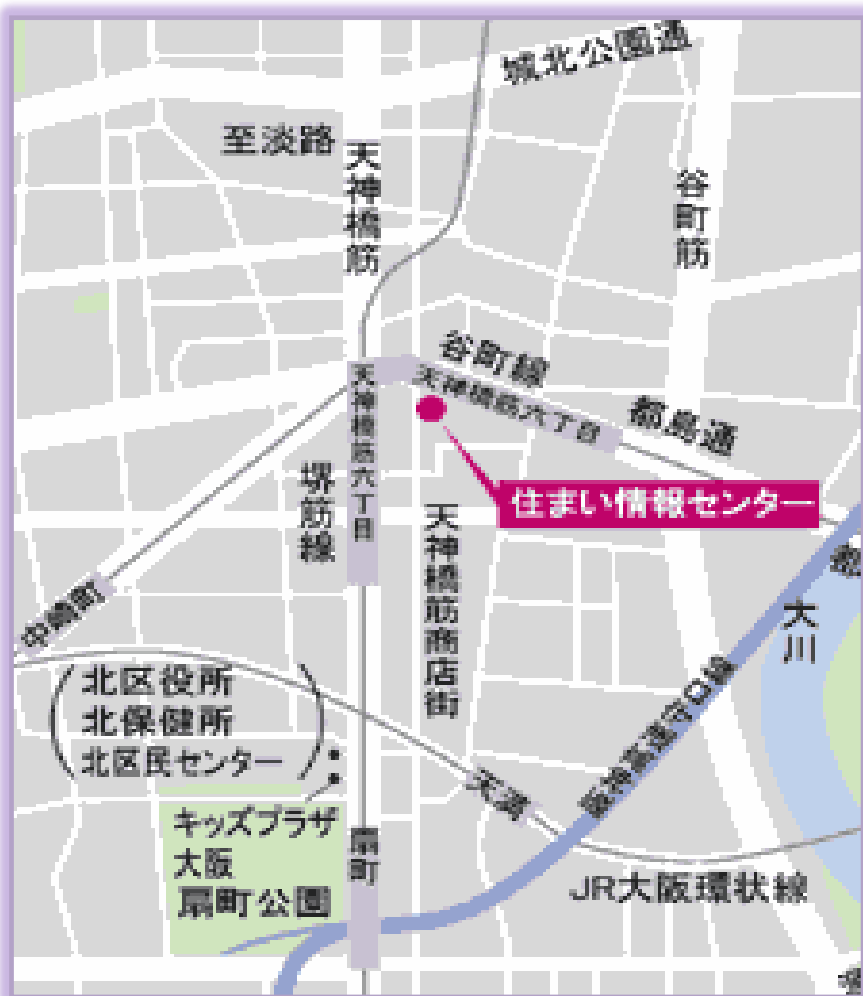 城北公園通
至淡路
天神橋筋
谷町筋
谷町線
天神橋筋六丁目
都島通
天神橋筋六丁目
堺筋線
住まい情報センター
天神橋筋商店街
中崎町
大川
北区役所
北保健所
北区民センター
阪神高速守口線
天満
キッズプラザ
大阪
扇町公園
扇町
JR大阪環状線